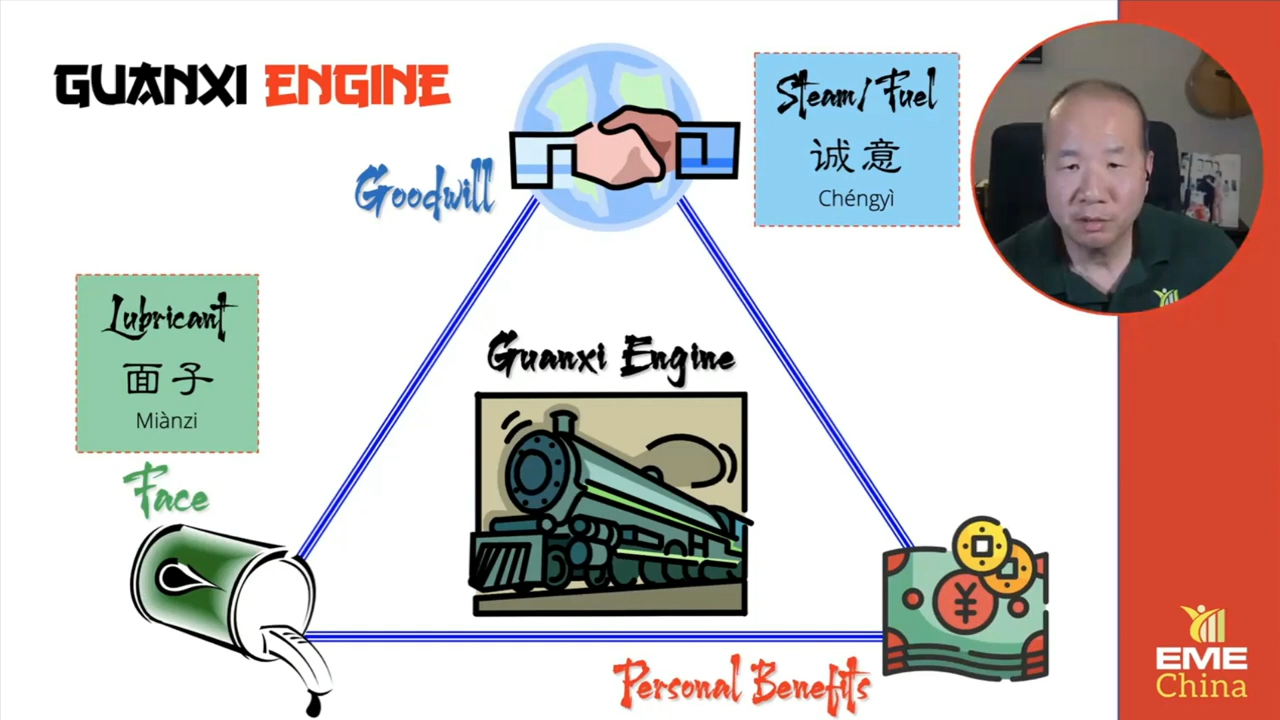 GUANXI ENGINE
Steam/Fuel
诚意
Chéngyì
Goodwill
Lubricant
面子
Miànzi
Face
Guanxi Engine
¥
Personal Benefits
EME
China